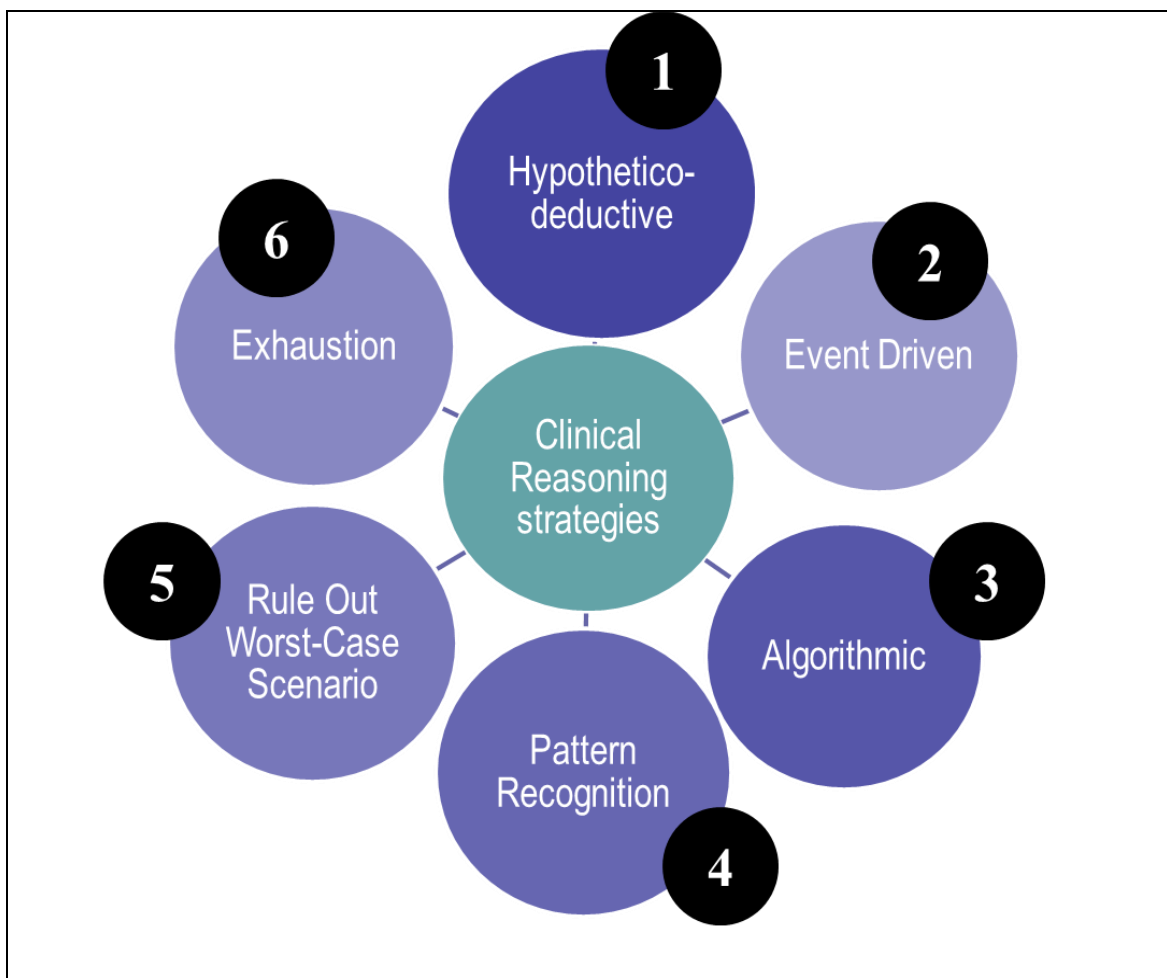 1
Hypothetico-
deductive
2
Event Driven
3
Algorithmic
4
Pattern
Recognition
5
Rule Out
Worst-Case
Scenario
6
Exhaustion
Clinical
Reasoning
strategies